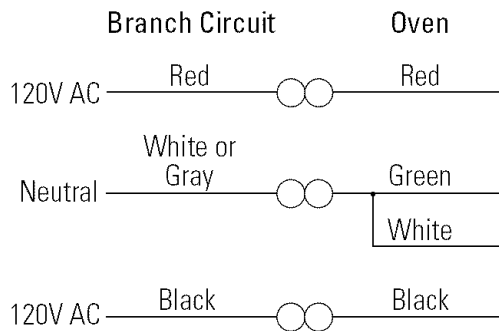 Branch Circuit Oven
120V AC Red Red
White or
Neutral Gray Green
White
120V AC Black Black